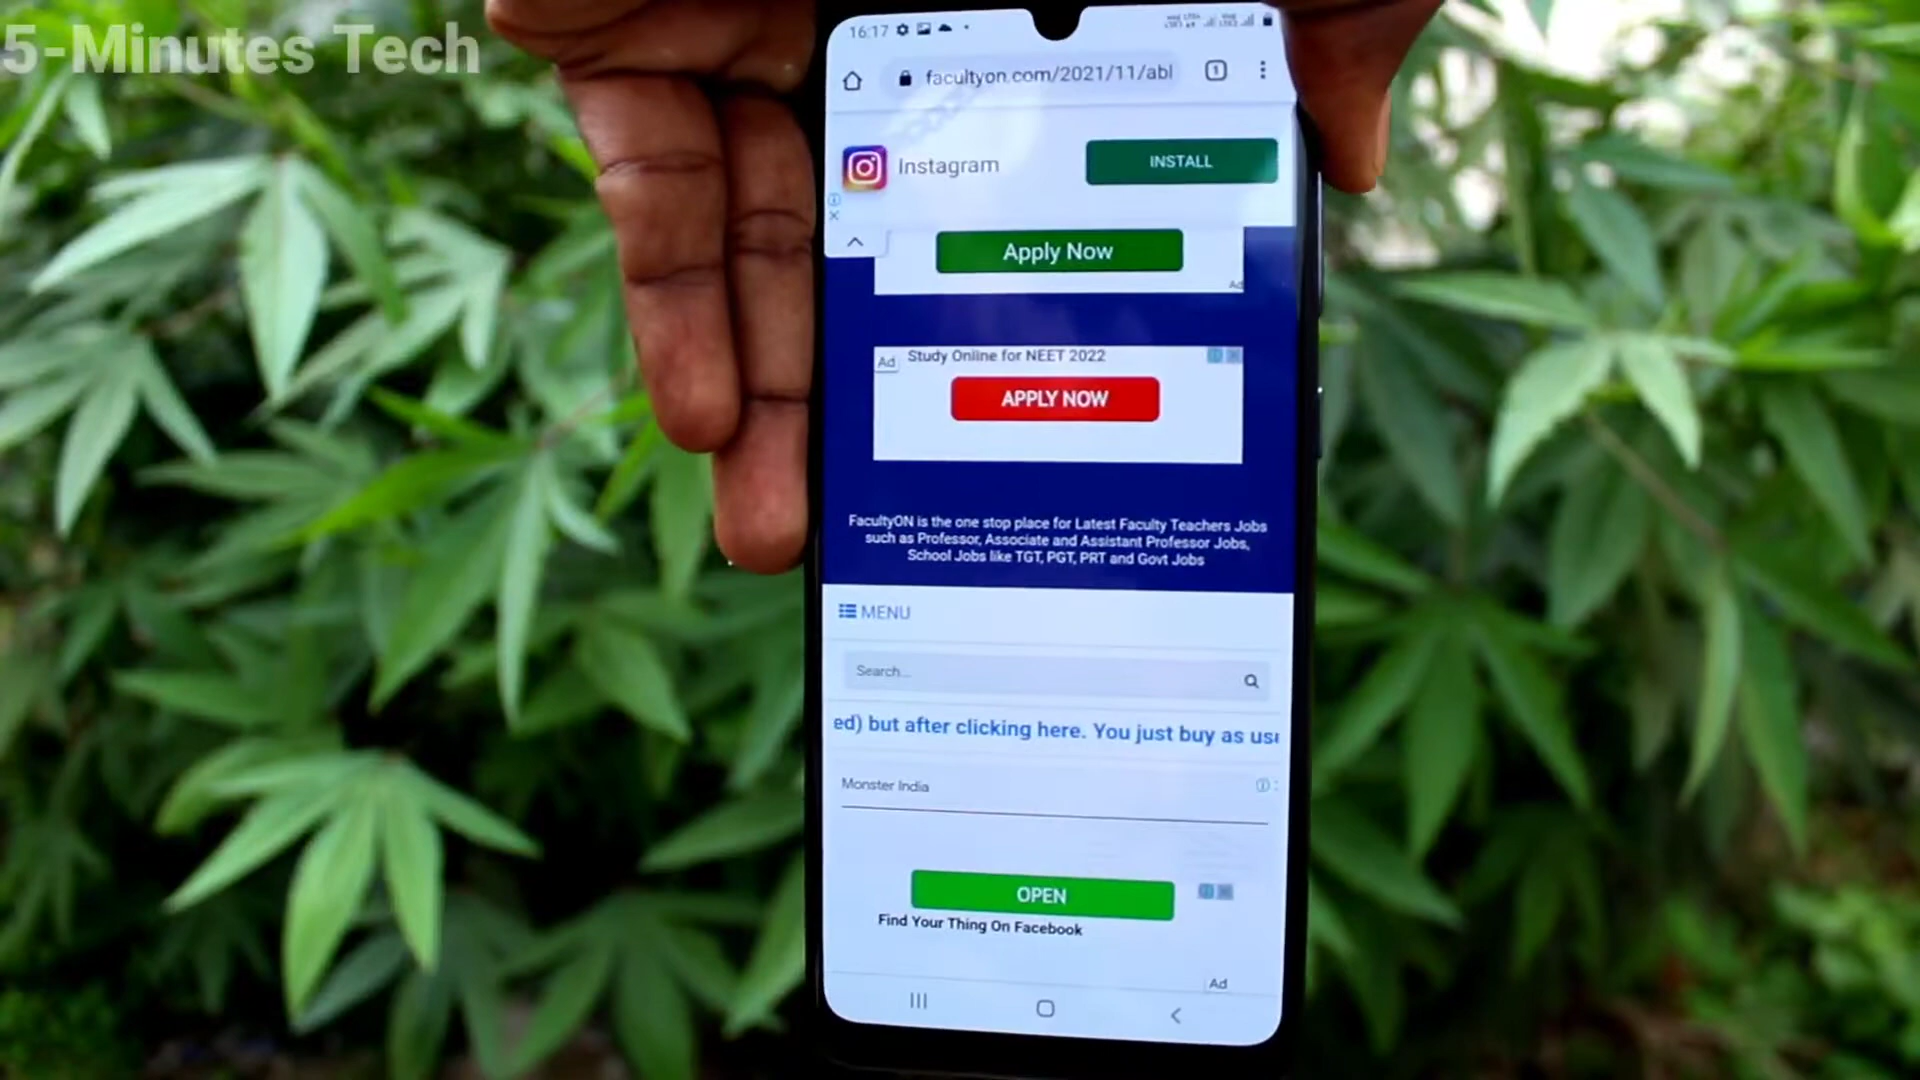 5-Minutes Tech
16:17
facultyon.com/2021/11/abl
1
Instagram
INSTALL
Apply Now
Ad
Ad
Study Online for NEET 2022
APPLY NOW
FacultyON is the one stop place for Latest Faculty Teachers Jobs
such as Professor, Associate and Assistant Professor Jobs,
School Jobs like TGT, PGT, PRT and Govt Jobs
MENU
Search...
ed) but after clicking here. You just buy as usu
Monster India
OPEN
Find Your Thing On Facebook
Ad